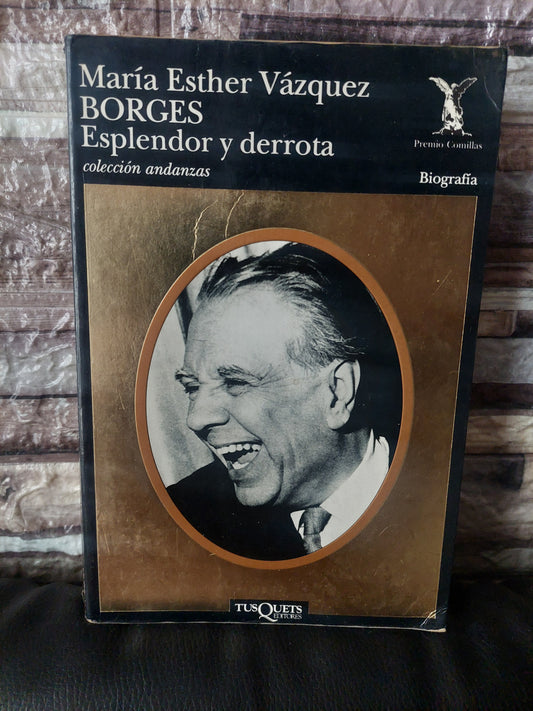 María Esther Vázquez
BORGES
Esplendor y derrota
colección andanzas
Premio Comillas
Biografía
TUSQUETS
EDITORES